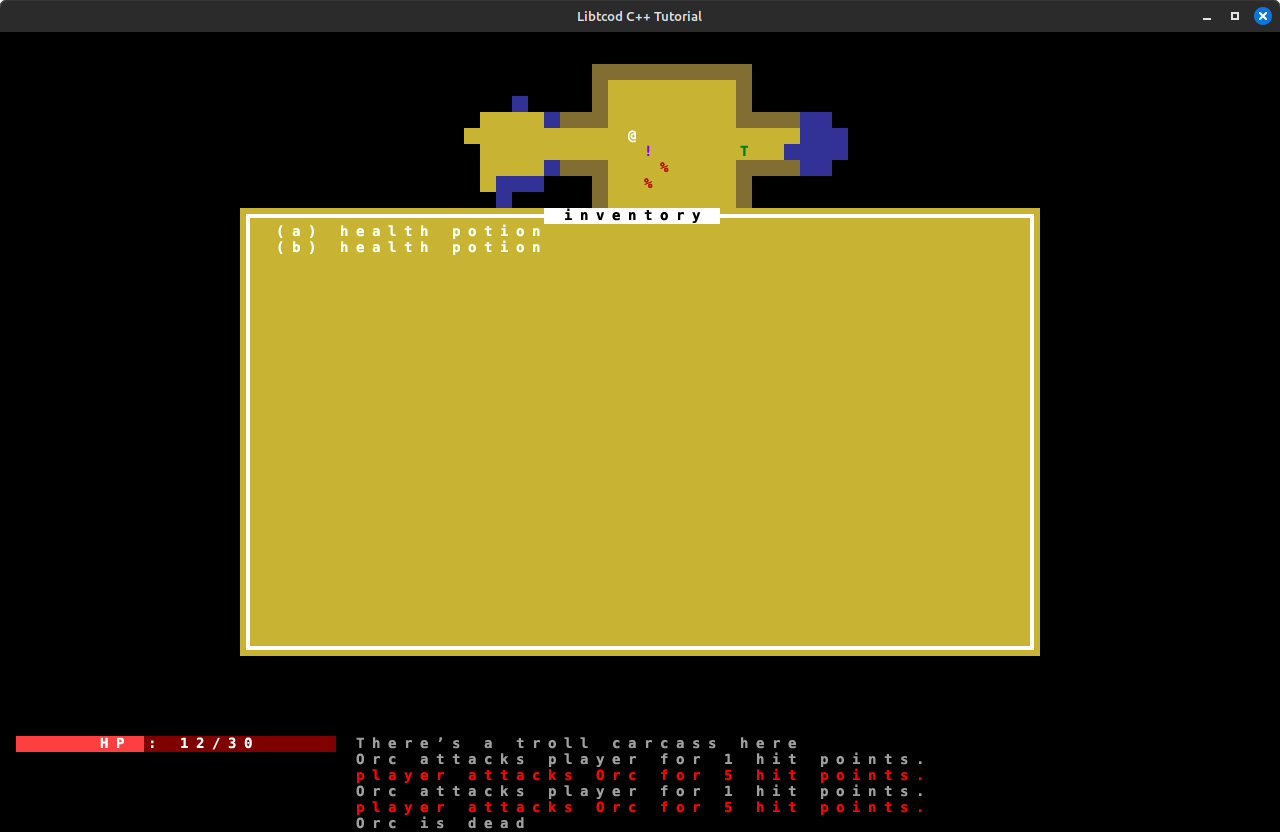 Libtcod C++ Tutorial
@
!
T
%
%
inventory
(a) health potion
(b) health potion
HP : 12/30
There's a troll carcass here
Orc attacks player for 1 hit points.
player attacks Orc for 5 hit points.
Orc attacks player for 1 hit points.
player attacks Orc for 5 hit points.
Orc is dead